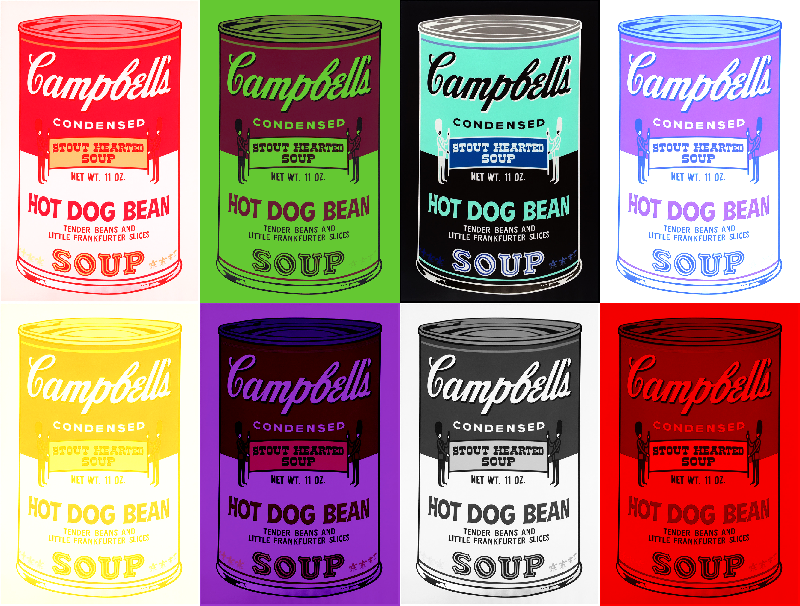 Campbell's
CONDENSED
STOUT HEARTED
SOUP
NET WT. 11 OZ.
HOT DOG BEAN
TENDER BEANS AND
LITTLE FRANKFURTER SLICES
SOUP
Campbell's
CONDENSED
STOUT HEARTED
SOUP
NET WT. 11 OZ.
HOT DOG BEAN
TENDER BEANS AND
LITTLE FRANKFURTER SLICES
SOUP
Campbell's
CONDENSED
STOUT HEARTED
SOUP
NET WT. 11 OZ.
HOT DOG BEAN
TENDER BEANS AND
LITTLE FRANKFURTER SLICES
SOUP
Campbell's
CONDENSED
STOUT HEARTED
SOUP
NET WT. 11 OZ.
HOT DOG BEAN
TENDER BEANS AND
LITTLE FRANKFURTER SLICES
SOUP
Campbell's
CONDENSED
STOUT HEARTED
SOUP
NET WT. 11 OZ.
HOT DOG BEAN
TENDER BEANS AND
LITTLE FRANKFURTER SLICES
SOUP
Campbell's
CONDENSED
STOUT HEARTED
SOUP
NET WT. 11 OZ.
HOT DOG BEAN
TENDER BEANS AND
LITTLE FRANKFURTER SLICES
SOUP
Campbell's
CONDENSED
STOUT HEARTED
SOUP
NET WT. 11 OZ.
HOT DOG BEAN
TENDER BEANS AND
LITTLE FRANKFURTER SLICES
SOUP
Campbell's
CONDENSED
STOUT HEARTED
SOUP
NET WT. 11 OZ.
HOT DOG BEAN
TENDER BEANS AND
LITTLE FRANKFURTER SLICES
SOUP